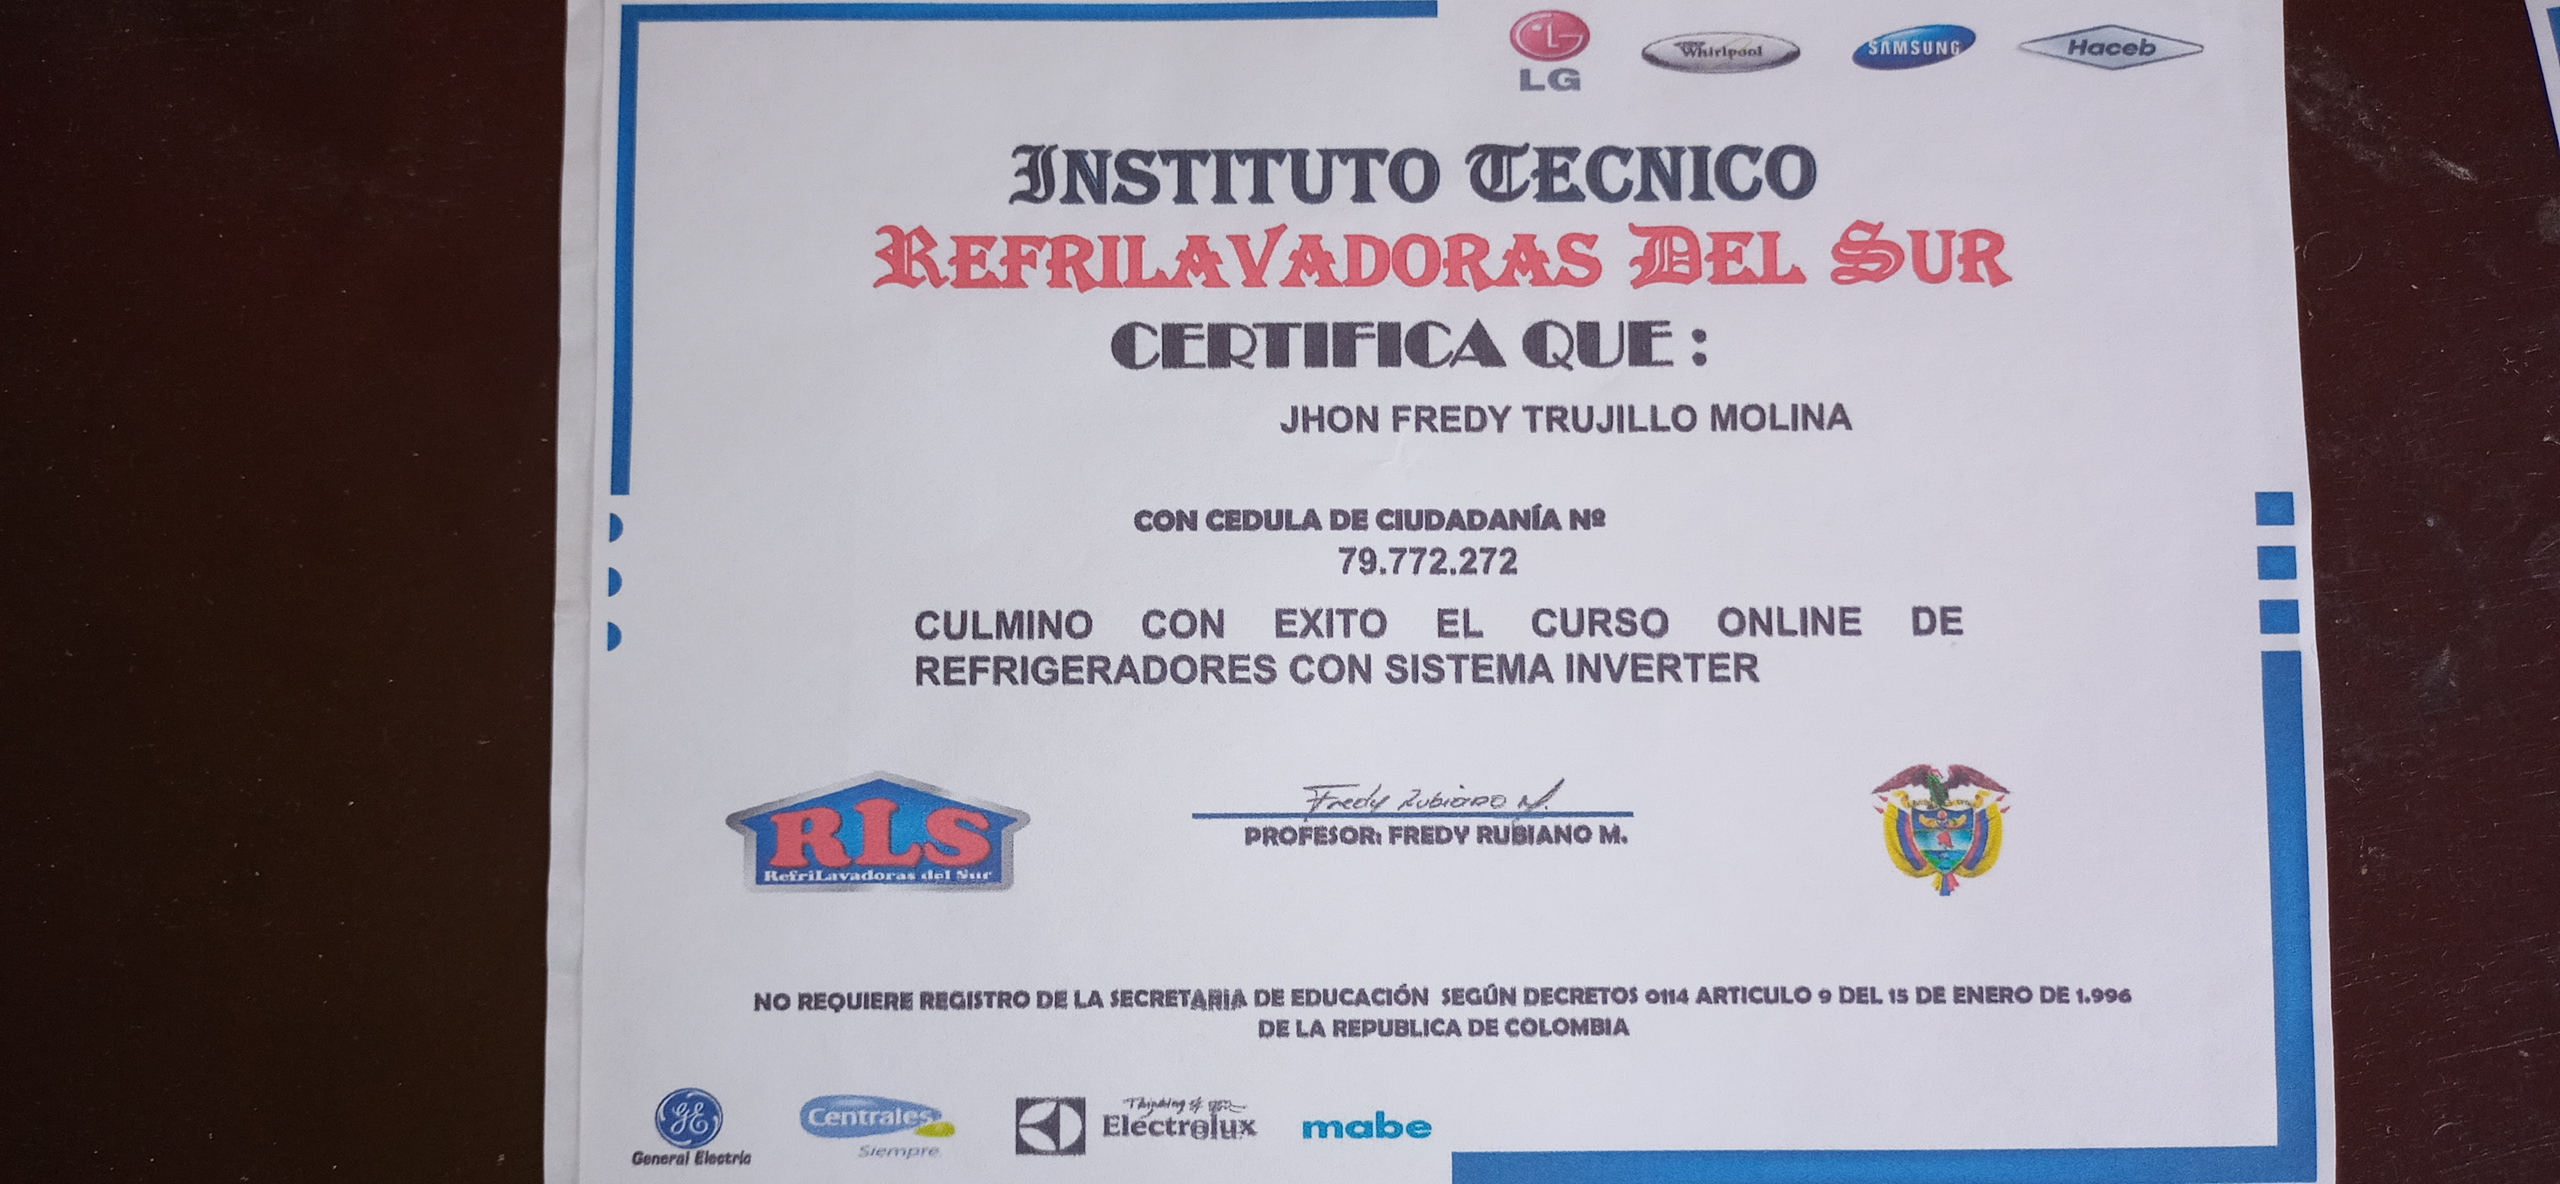 LG
Whirlpool
SAMSUNG
Haceb
INSTITUTO TECNICO
REFRILAVADORAS DEL SUR
CERTIFICA QUE :
JHON FREDY TRUJILLO MOLINA
CON CEDULA DE CIUDADANÍA Nº
79.772.272
CULMINO CON EXITO EL CURSO ONLINE DE
REFRIGERADORES CON SISTEMA INVERTER
RLS
RefriLavadoras del Sur
Fredy Rubiano M.
PROFESOR: FREDY RUBIANO M.
NO REQUIERE REGISTRO DE LA SECRETARIA DE EDUCACIÓN SEGÚN DECRETOS 0114 ARTICULO 9 DEL 15 DE ENERO DE 1.996
DE LA REPUBLICA DE COLOMBIA
GE
General Electric
Centrales
Siempre
Thinking of you
Electrolux
mabe